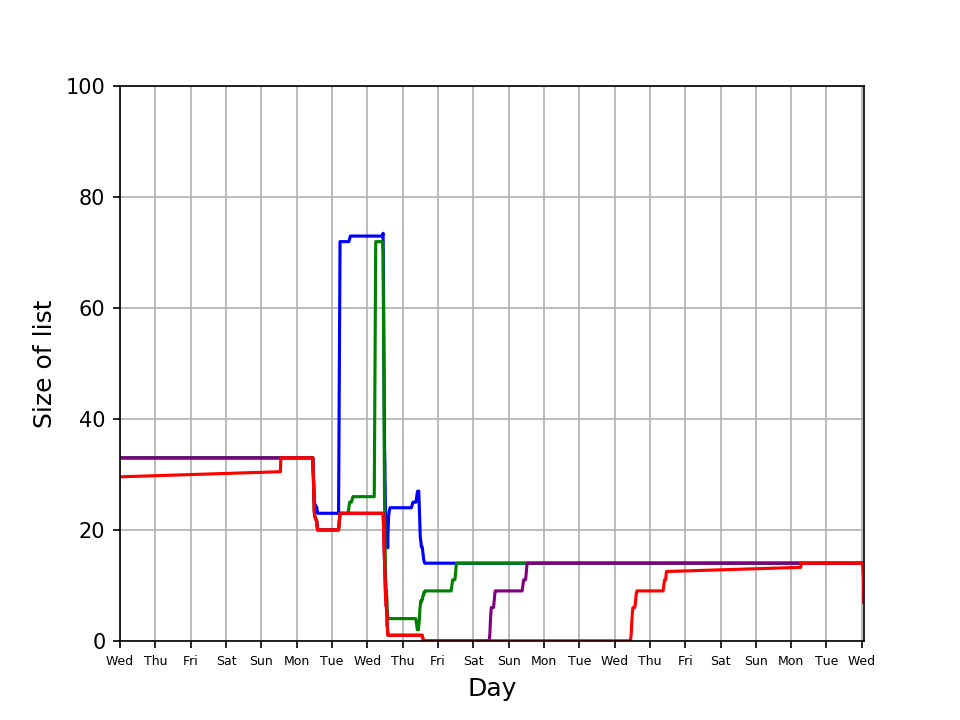 100
80
60
40
20
0
Size of list
Wed Thu Fri Sat Sun Mon Tue Wed Thu Fri Sat Sun Mon Tue Wed Thu Fri Sat Sun Mon Tue Wed
Day